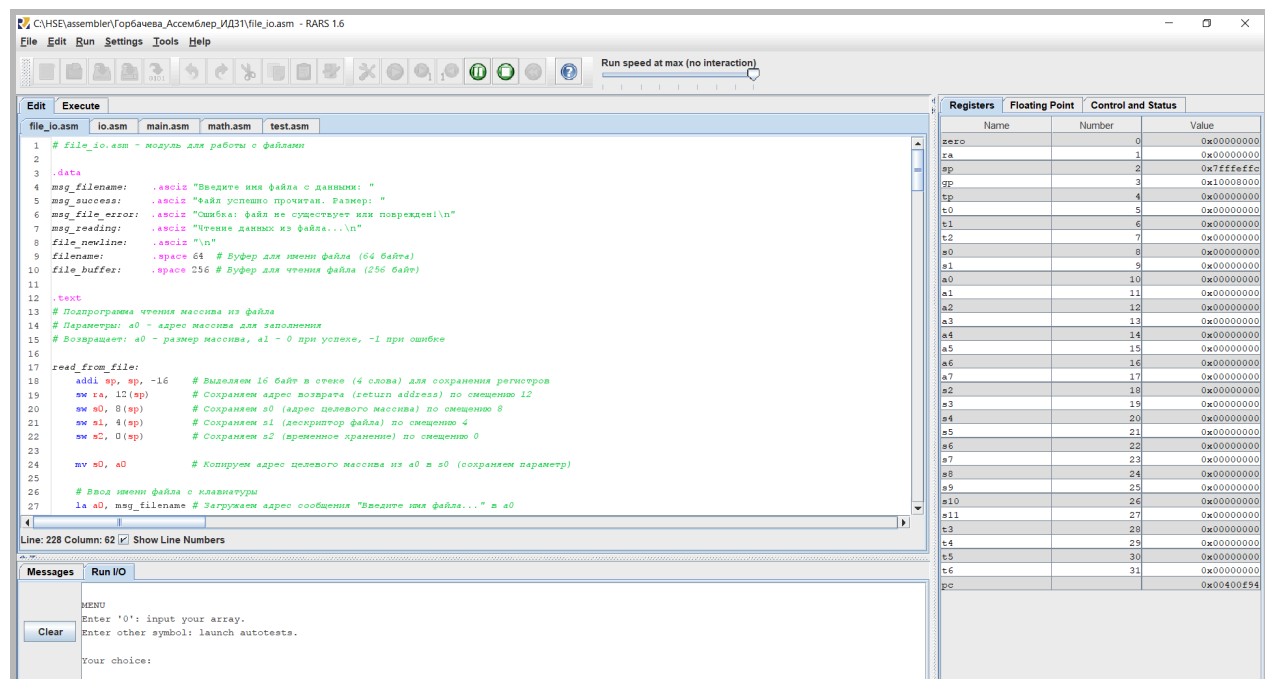 C:\HSE\assembler\Горбачева_Ассемблер_ИД31\file_io.asm - RARS 1.6
File Edit Run Settings Tools Help
Run speed at max (no interaction)
Edit Execute
file_io.asm io.asm main.asm math.asm test.asm
1 # file_io.asm - модуль для работы с файлами
2
3 .data
4 msg_filename: .asciz "Введите имя файла с данными: "
5 msg_success: .asciz "Файл успешно прочитан. Размер: "
6 msg_file_error: .asciz "Ошибка: файл не существует или поврежден!\n"
7 msg_reading: .asciz "Чтение данных из файла...\n"
8 file_newline: .asciz "\n"
9 filename: .space 64 # Буфер для имени файла (64 байта)
10 file_buffer: .space 256 # Буфер для чтения файла (256 байт)
11
12 .text
13 # Подпрограмма чтения массива из файла
14 # Параметры: a0 - адрес массива для заполнения
15 # Возвращает: a0 - размер массива, a1 - 0 при успехе, -1 при ошибке
16
17 read_from_file:
18 addi sp, sp, -16 # Выделяем 16 байт в стеке (4 слова) для сохранения регистров
19 sw ra, 12(sp) # Сохраняем адрес возврата (return address) по смещению 12
20 sw s0, 8(sp) # Сохраняем s0 (адрес целевого массива) по смещению 8
21 sw s1, 4(sp) # Сохраняем s1 (дескриптор файла) по смещению 4
22 sw s2, 0(sp) # Сохраняем s2 (временное хранение) по смещению 0
23
24 mv s0, a0 # Копируем адрес целевого массива из a0 в s0 (сохраняем параметр)
25
26 # Ввод имени файла с клавиатуры
27 la a0, msg_filename # Загружаем адрес сообщения "Введите имя файла..." в a0
Line: 228 Column: 62 Show Line Numbers
Messages Run I/O
MENU
Enter '0': input your array.
Enter other symbol: launch autotests.
Your choice:
Clear
Registers Floating Point Control and Status
Name Number Value
zero 0 0x00000000
ra 1 0x00000000
sp 2 0x7fffeffc
gp 3 0x10008000
tp 4 0x00000000
t0 5 0x00000000
t1 6 0x00000000
t2 7 0x00000000
s0 8 0x00000000
s1 9 0x00000000
a0 10 0x00000000
a1 11 0x00000000
a2 12 0x00000000
a3 13 0x00000000
a4 14 0x00000000
a5 15 0x00000000
a6 16 0x00000000
a7 17 0x00000000
s2 18 0x00000000
s3 19 0x00000000
s4 20 0x00000000
s5 21 0x00000000
s6 22 0x00000000
s7 23 0x00000000
s8 24 0x00000000
s9 25 0x00000000
s10 26 0x00000000
s11 27 0x00000000
t3 28 0x00000000
t4 29 0x00000000
t5 30 0x00000000
t6 31 0x00000000
pc 0x00400f94